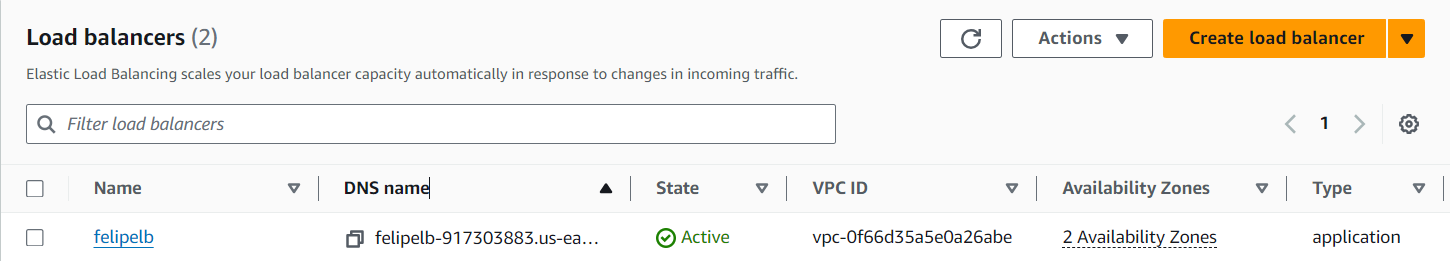 Load balancers (2)
Actions
Create load balancer
Elastic Load Balancing scales your load balancer capacity automatically in response to changes in incoming traffic.
Filter load balancers
1
Name DNS name State VPC ID Availability Zones Type
felipelb felipelb-917303883.us-ea... Active vpc-0f66d35a5e0a26abe 2 Availability Zones application